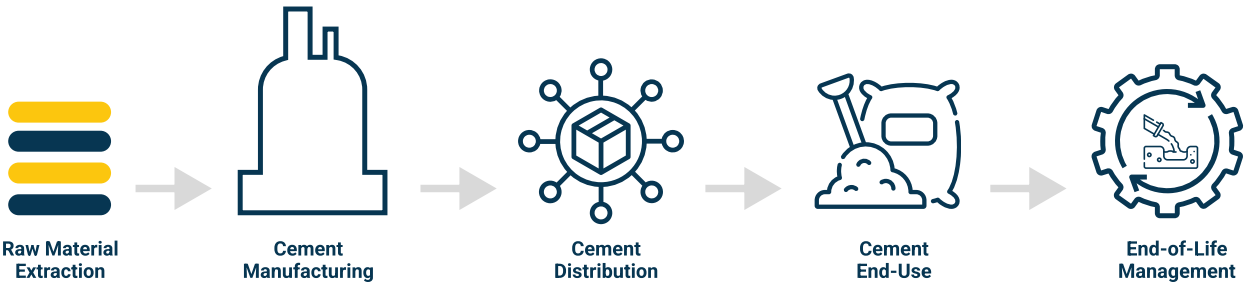 Raw Material
Extraction
Cement
Manufacturing
Cement
Distribution
Cement
End-Use
End-of-Life
Management